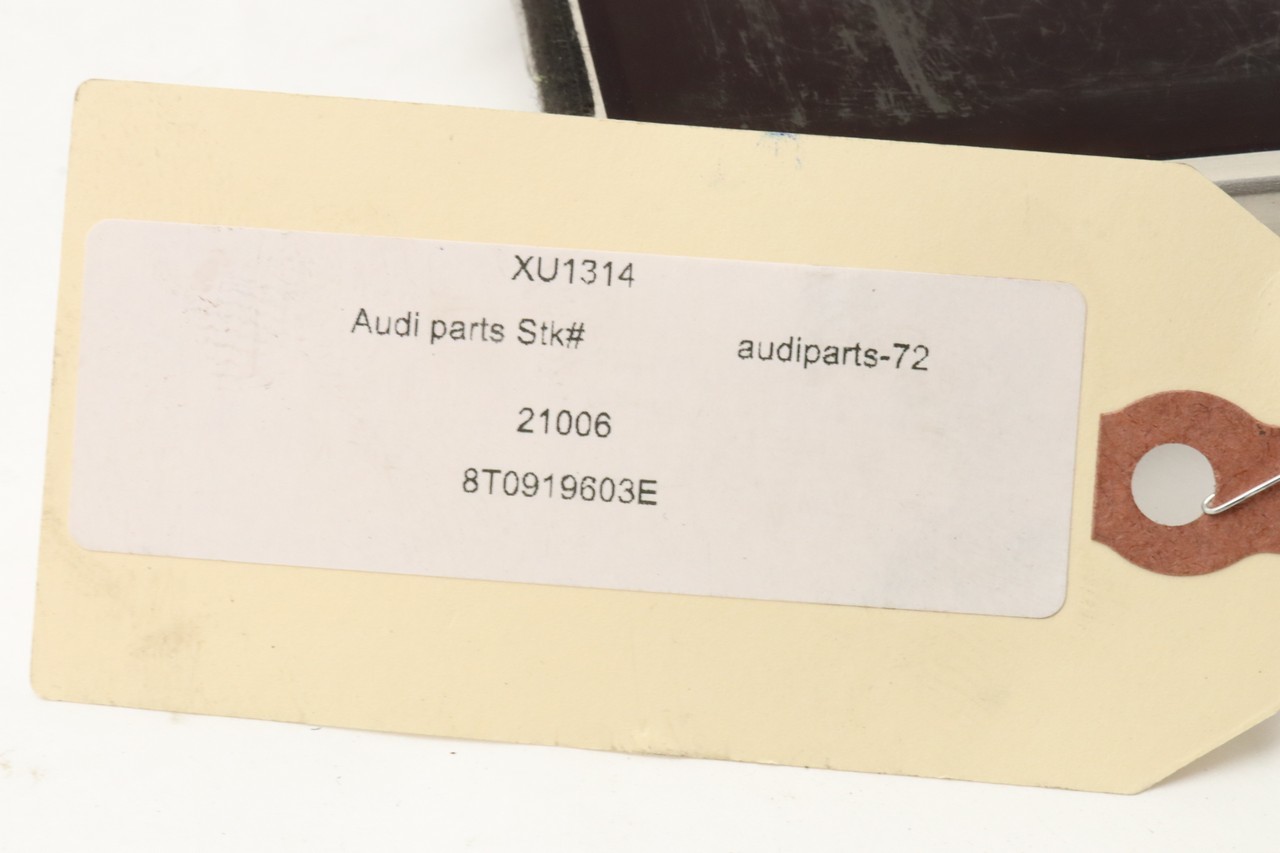 XU1314
Audi parts Stk# audiparts-72
21006
8T0919603E